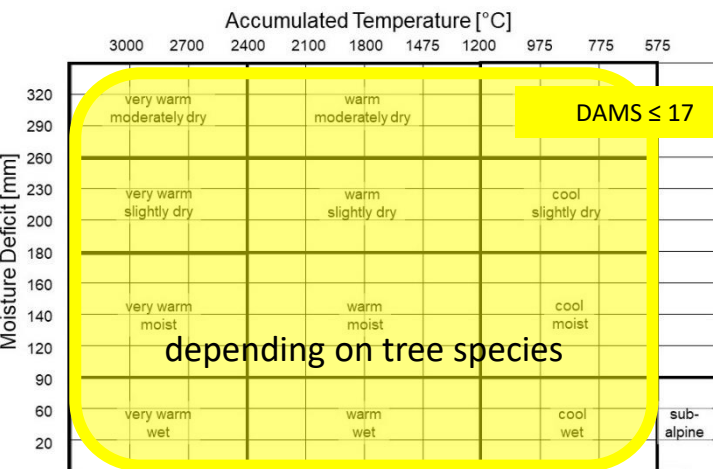 Accumulated Temperature [°C]
3000 2700 2400 2100 1800 1475 1200 975 775 575
Moisture Deficit [mm]
320
very warm
moderately dry
warm
moderately dry
DAMS ≤ 17
290
260
230
very warm
slightly dry
warm
slightly dry
cool
slightly dry
200
180
160
140
very warm
moist
warm
moist
cool
moist
120
depending on tree species
90
60
very warm
wet
warm
wet
cool
wet
sub-
alpine
20